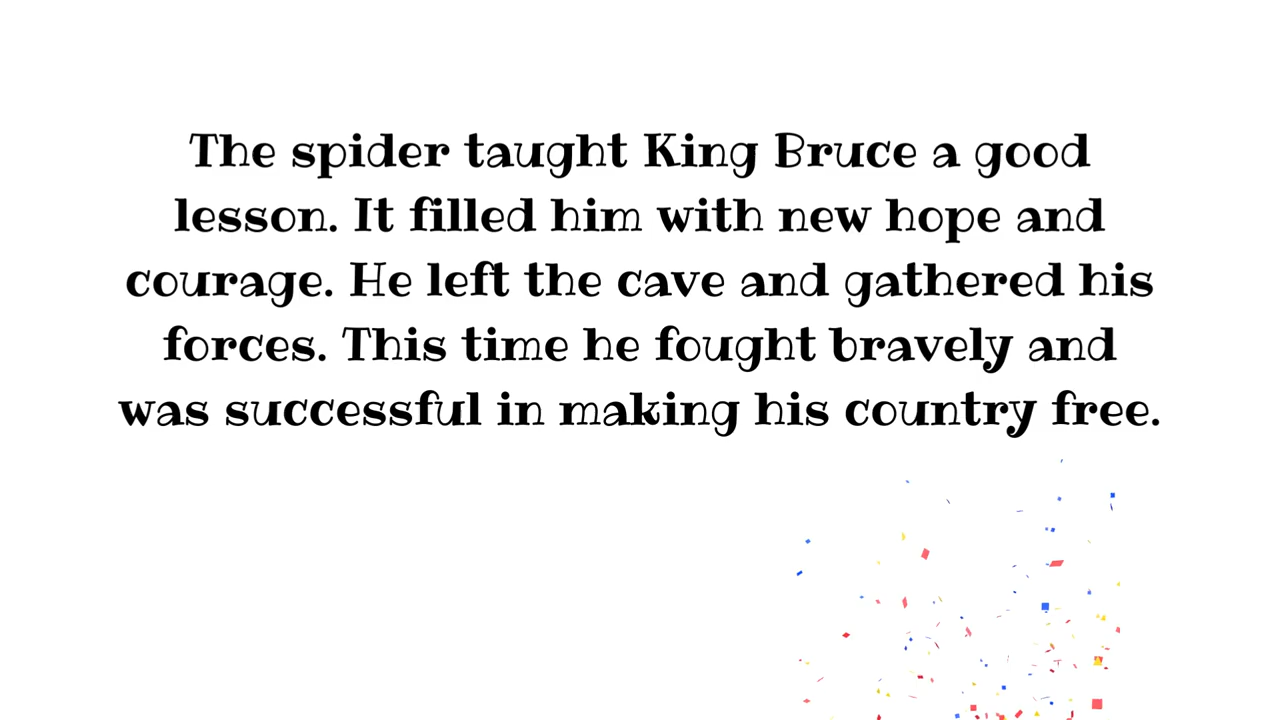 The spider taught King Bruce a good
lesson. It filled him with new hope and
courage. He left the cave and gathered his
forces. This time he fought bravely and
was successful in making his country free.